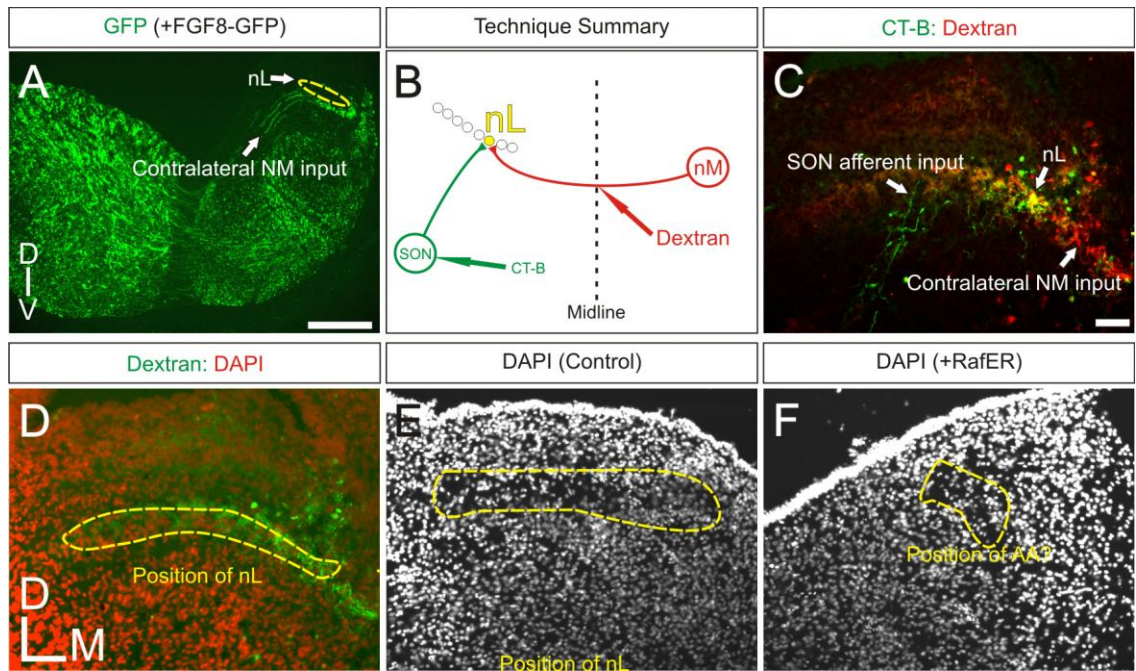 GFP (+FGF8-GFP)
Technique Summary
CT-B: Dextran
A
nL
Contralateral NM input
D
V
B
nL
nM
SON
CT-B
Dextran
Midline
C
SON afferent input
nL
Contralateral NM input
Dextran: DAPI
DAPI (Control)
DAPI (+RafER)
D
Position of nL
D
M
E
Position of nL
F
Position of AA?